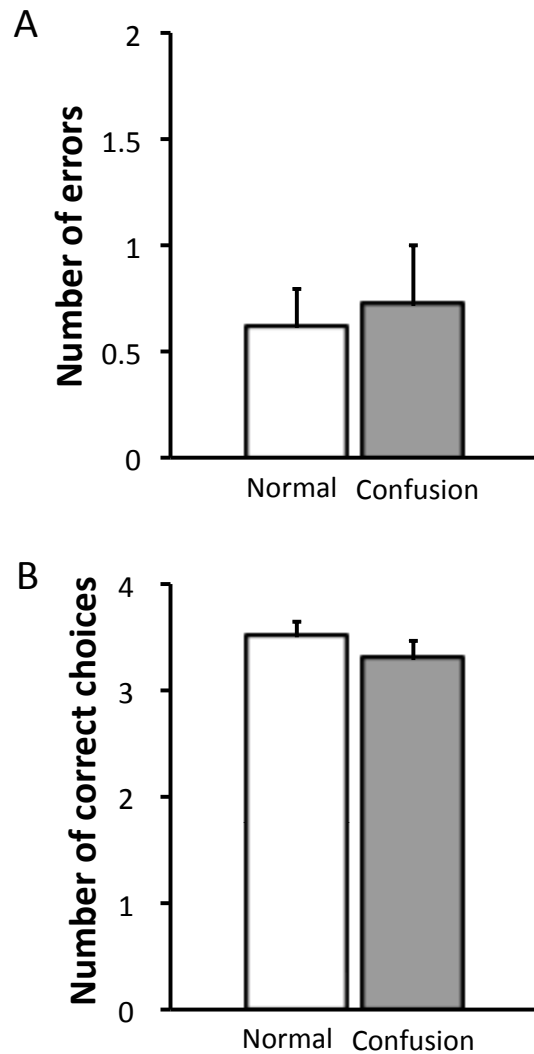 A
Number of errors
2
1.5
1
0.5
0
Normal Confusion
B
Number of correct choices
4
3
2
1
0
Normal Confusion